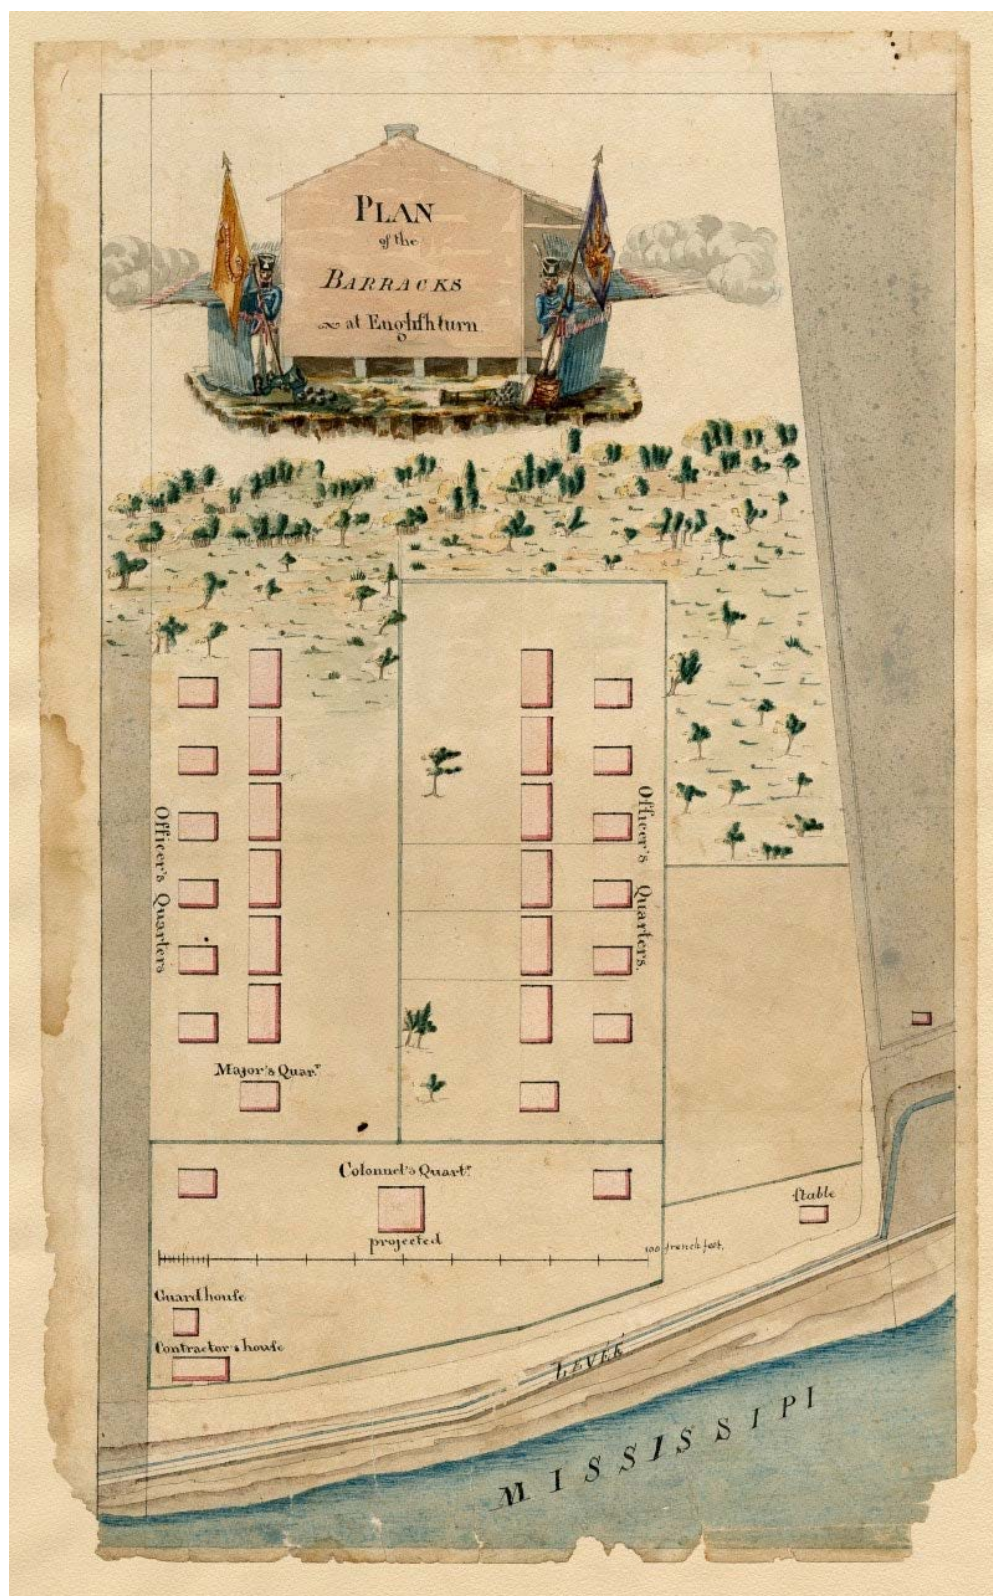 PLAN
of the
BARRACKS
at Englishturn
Officer's Quarters
Officer's Quarters.
Major's Quar.r
Colonnel's Quart.r
projected
stable
100 french feet.
Guard house
Contractor's house
LEVÉE
MISSISSIPI